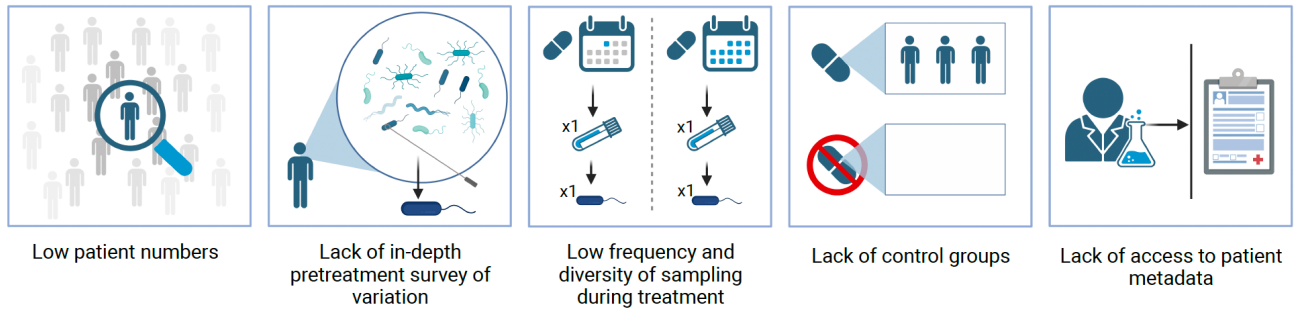 x1
x1
x1
x1
Low patient numbers
Lack of in-depth
pretreatment survey of
variation
Low frequency and
diversity of sampling
during treatment
Lack of control groups
Lack of access to patient
metadata